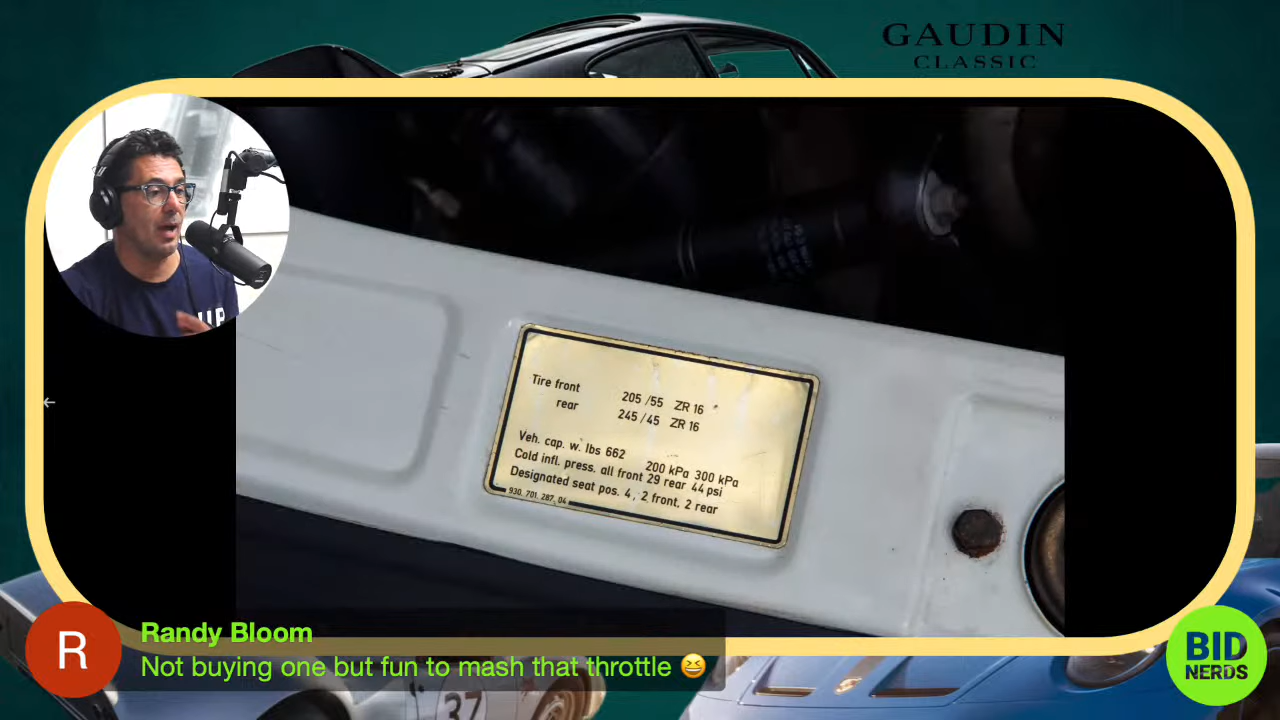 GAUDIN
CLASSIC
Tire front 205 /55 ZR 16
rear 245/45 ZR 16
Veh. cap. w. lbs 662 200 kPa 300 kPa
Cold infl. press. all front 29 rear 44 psi
Designated seat pos. 4, 2 front, 2 rear
930. 701. 287. 04
R
Randy Bloom
Not buying one but fun to mash that throttle 😆
37
BID
NERDS